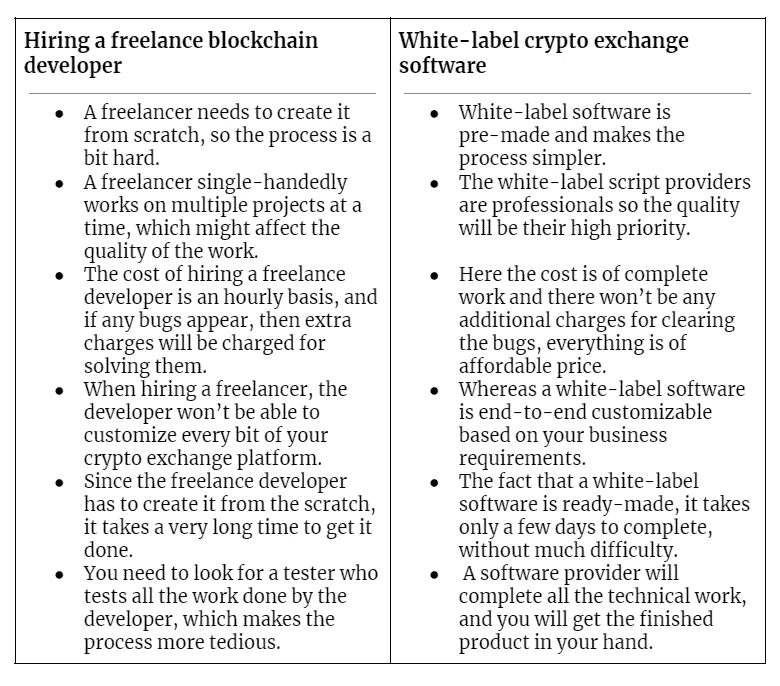 Hiring a freelance blockchain
developer
● A freelancer needs to create it
from scratch, so the process is a
bit hard.
● A freelancer single-handedly
works on multiple projects at a
time, which might affect the
quality of the work.
● The cost of hiring a freelance
developer is an hourly basis, and
if any bugs appear, then extra
charges will be charged for
solving them.
● When hiring a freelancer, the
developer won't be able to
customize every bit of your
crypto exchange platform.
● Since the freelance developer
has to create it from the scratch,
it takes a very long time to get it
done.
● You need to look for a tester who
tests all the work done by the
developer, which makes the
process more tedious.
White-label crypto exchange
software
● White-label software is
pre-made and makes the
process simpler.
● The white-label script providers
are professionals so the quality
will be their high priority.
● Here the cost is of complete
work and there won't be any
additional charges for clearing
the bugs, everything is of
affordable price.
● Whereas a white-label software
is end-to-end customizable
based on your business
requirements.
● The fact that a white-label
software is ready-made, it takes
only a few days to complete,
without much difficulty.
● A software provider will
complete all the technical work,
and you will get the finished
product in your hand.